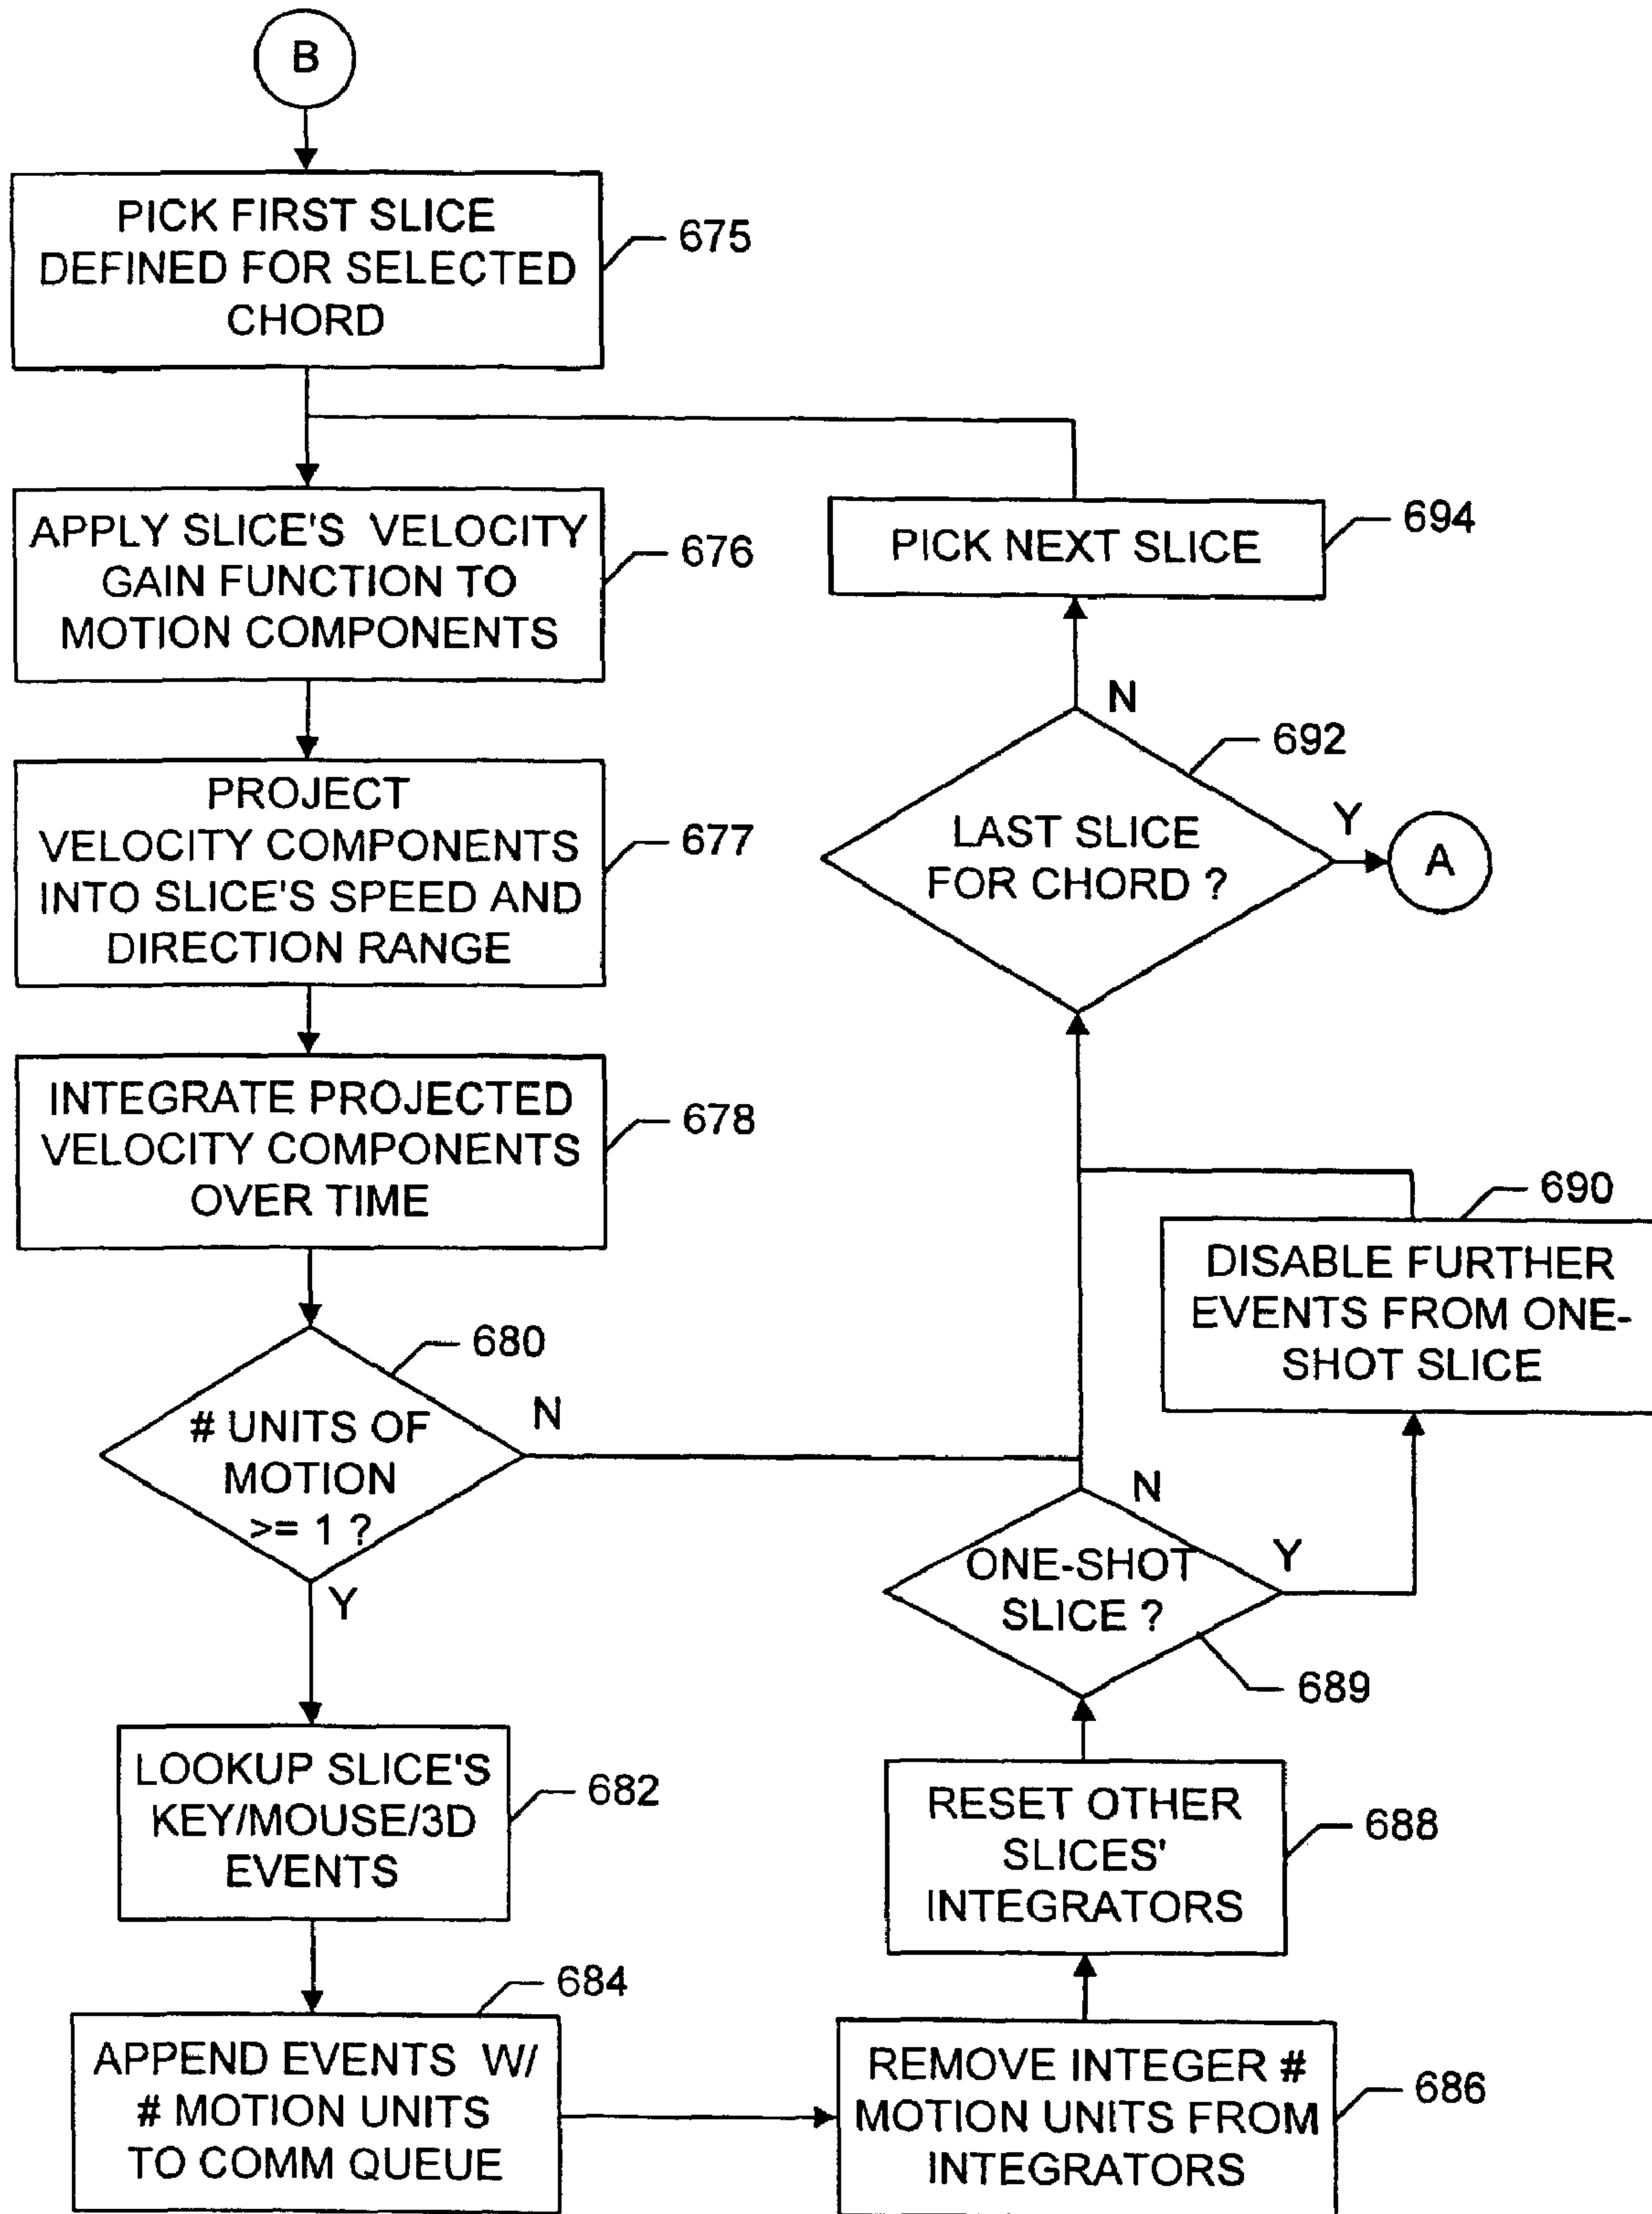 B
PICK FIRST SLICE
DEFINED FOR SELECTED
CHORD
675
APPLY SLICE'S VELOCITY
GAIN FUNCTION TO
MOTION COMPONENTS
676
PROJECT
VELOCITY COMPONENTS
INTO SLICE'S SPEED AND
DIRECTION RANGE
677
INTEGRATE PROJECTED
VELOCITY COMPONENTS
OVER TIME
678
# UNITS OF
MOTION
>= 1 ?
680
N
Y
LOOKUP SLICE'S
KEY/MOUSE/3D
EVENTS
682
APPEND EVENTS W/
# MOTION UNITS
TO COMM QUEUE
684
REMOVE INTEGER #
MOTION UNITS FROM
INTEGRATORS
686
RESET OTHER
SLICES'
INTEGRATORS
688
ONE-SHOT
SLICE ?
689
N
Y
DISABLE FURTHER
EVENTS FROM ONE-
SHOT SLICE
690
LAST SLICE
FOR CHORD ?
692
N
Y
A
PICK NEXT SLICE
694